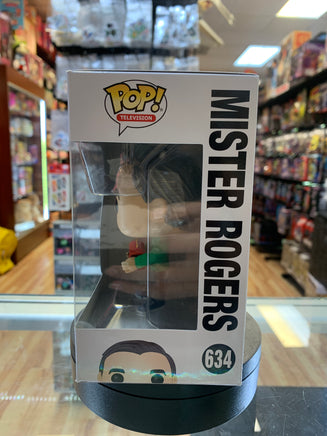 POP!
TELEVISION
MISTER ROGERS
634